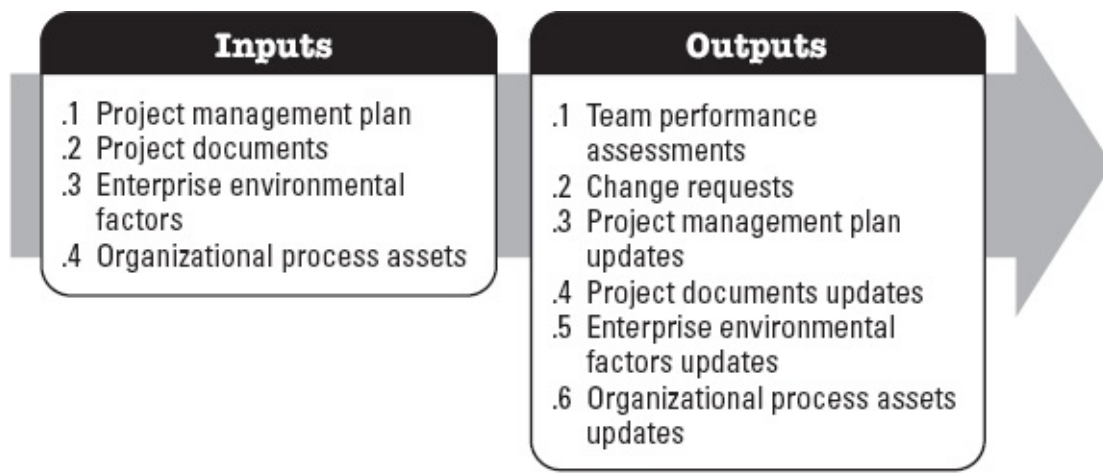 Inputs
.1 Project management plan
.2 Project documents
.3 Enterprise environmental
factors
.4 Organizational process assets
Outputs
.1 Team performance
assessments
.2 Change requests
.3 Project management plan
updates
.4 Project documents updates
.5 Enterprise environmental
factors updates
.6 Organizational process assets
updates